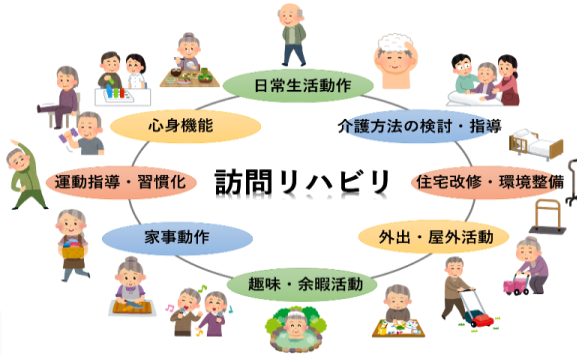 日常生活動作
心身機能
介護方法の検討・指導
運動指導・習慣化
訪問リハビリ
住宅改修・環境整備
家事動作
外出・屋外活動
趣味・余暇活動